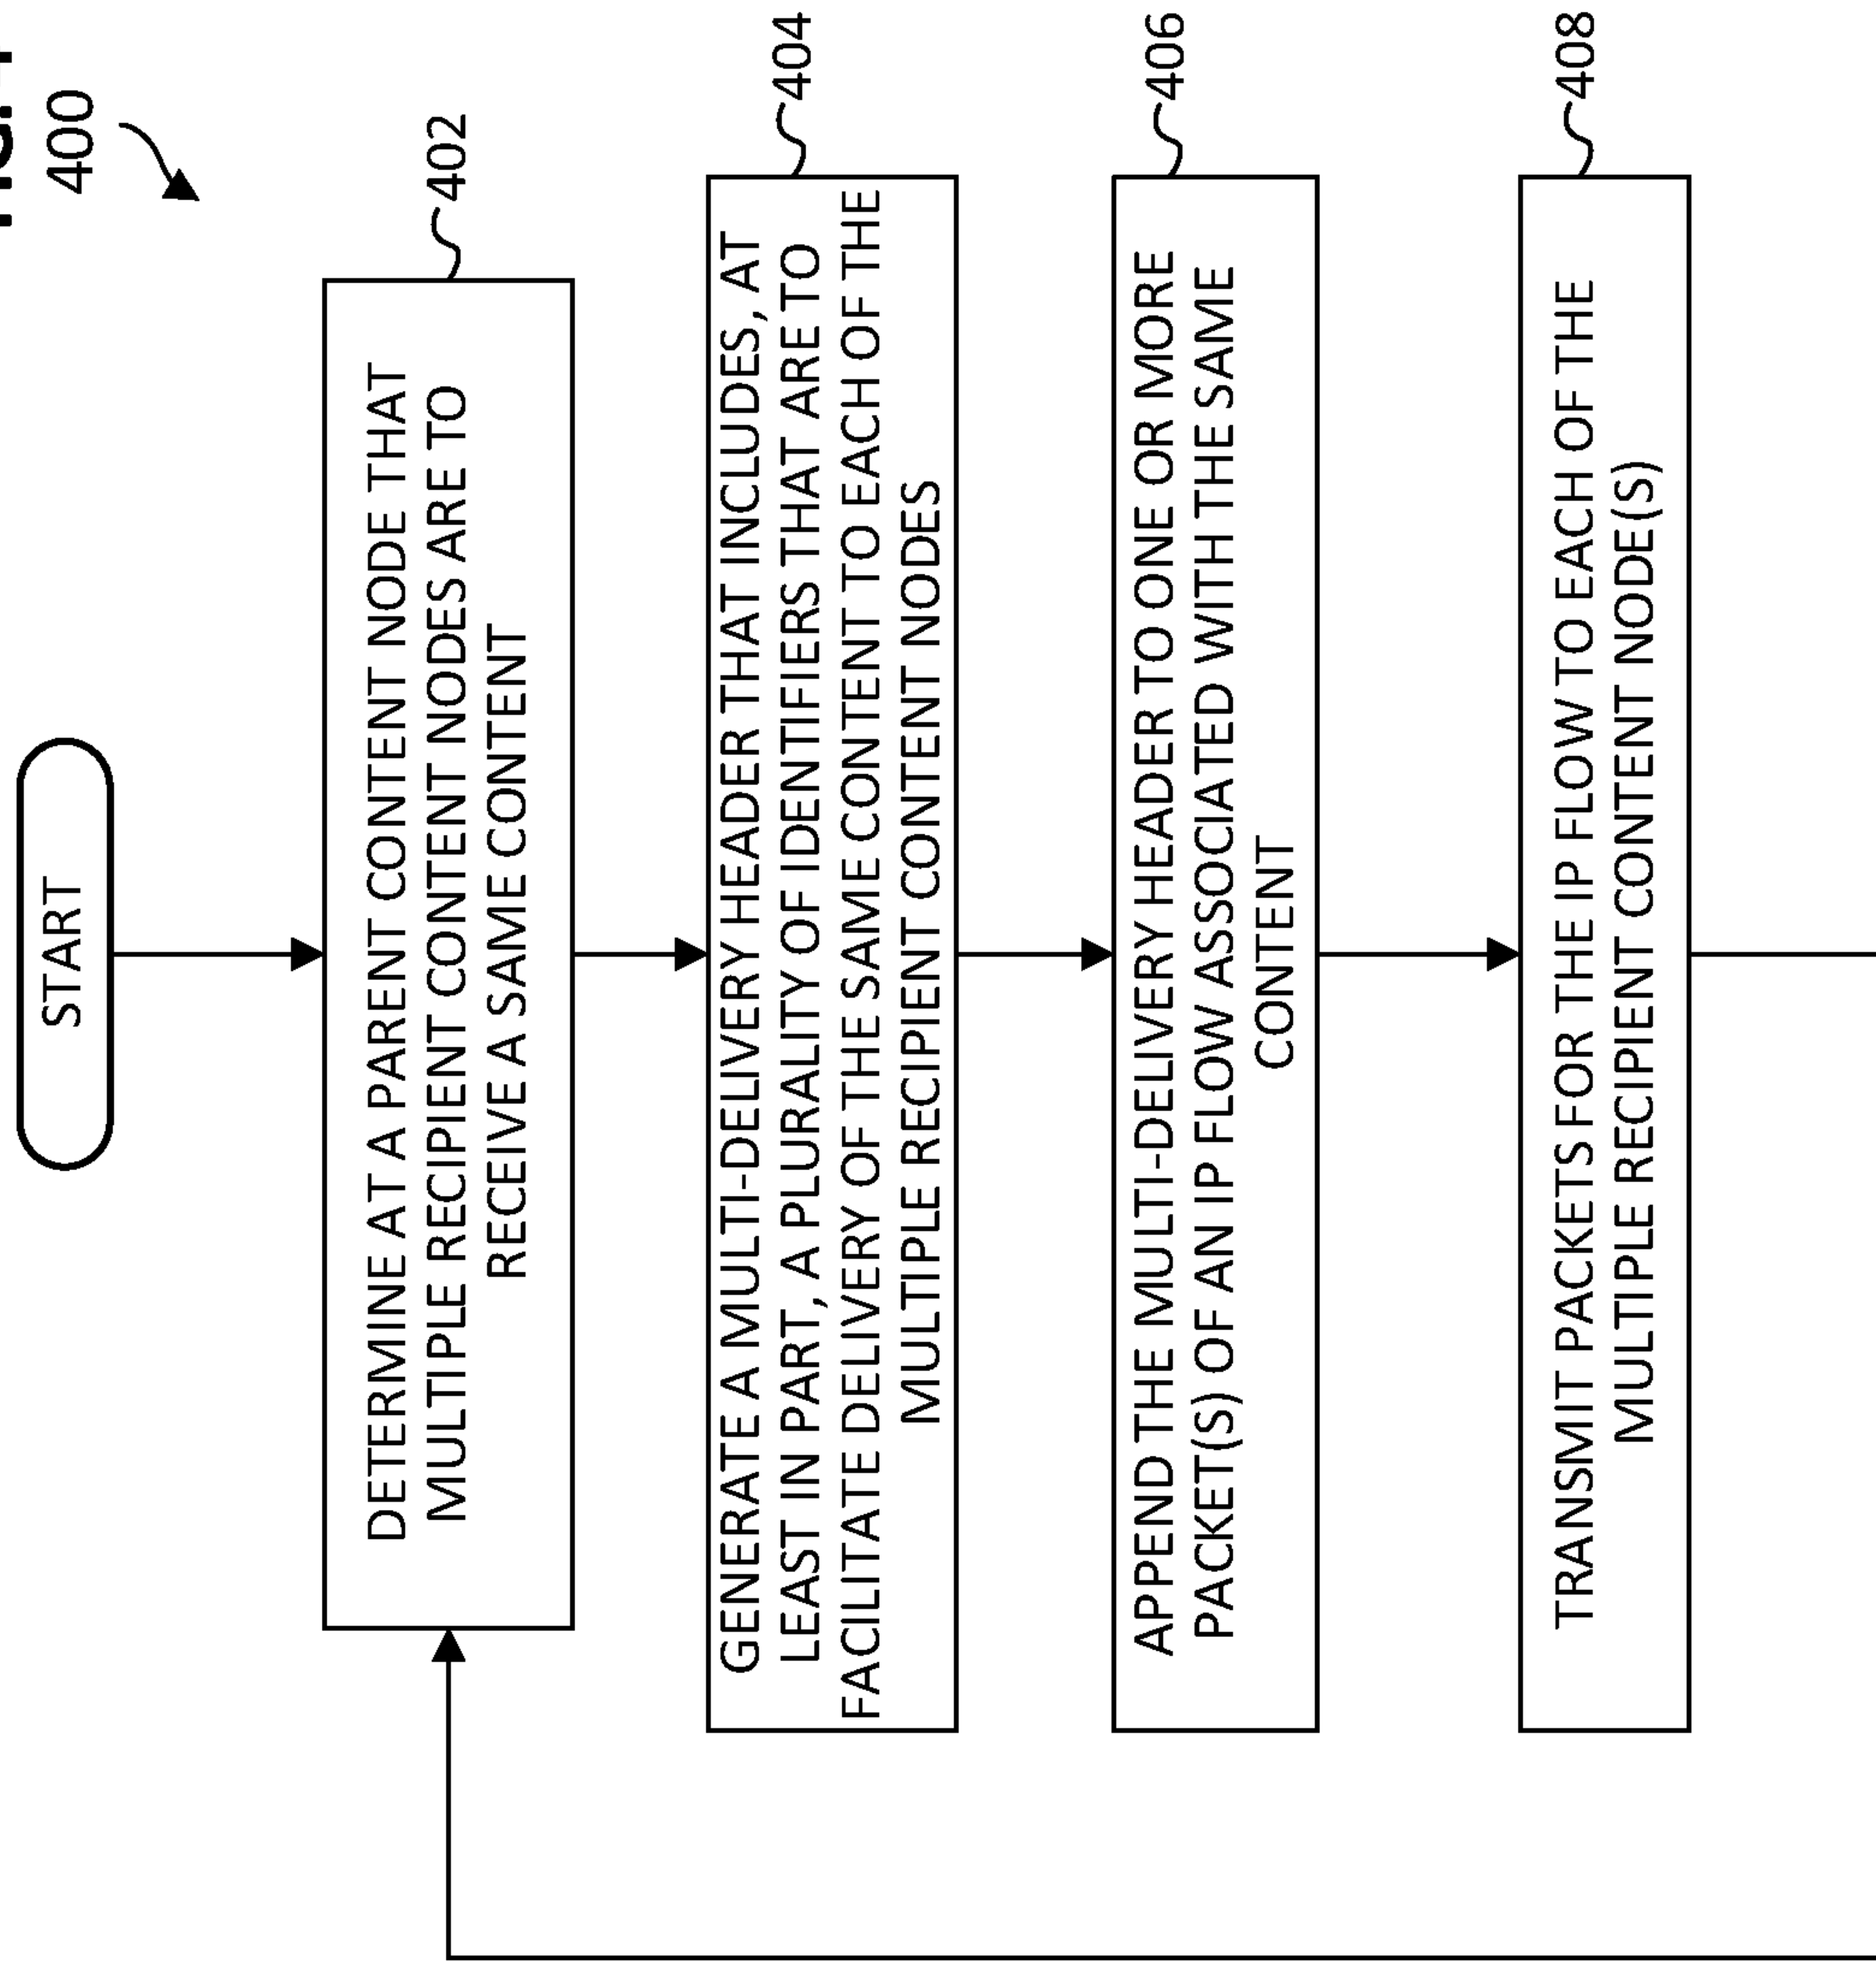 400
START
DETERMINE AT A PARENT CONTENT NODE THAT
MULTIPLE RECIPIENT CONTENT NODES ARE TO
RECEIVE A SAME CONTENT
402
GENERATE A MULTI-DELIVERY HEADER THAT INCLUDES, AT
LEAST IN PART, A PLURALITY OF IDENTIFIERS THAT ARE TO
FACILITATE DELIVERY OF THE SAME CONTENT TO EACH OF THE
MULTIPLE RECIPIENT CONTENT NODES
404
APPEND THE MULTI-DELIVERY HEADER TO ONE OR MORE
PACKET(S) OF AN IP FLOW ASSOCIATED WITH THE SAME
CONTENT
406
TRANSMIT PACKETS FOR THE IP FLOW TO EACH OF THE
MULTIPLE RECIPIENT CONTENT NODE(S)
408